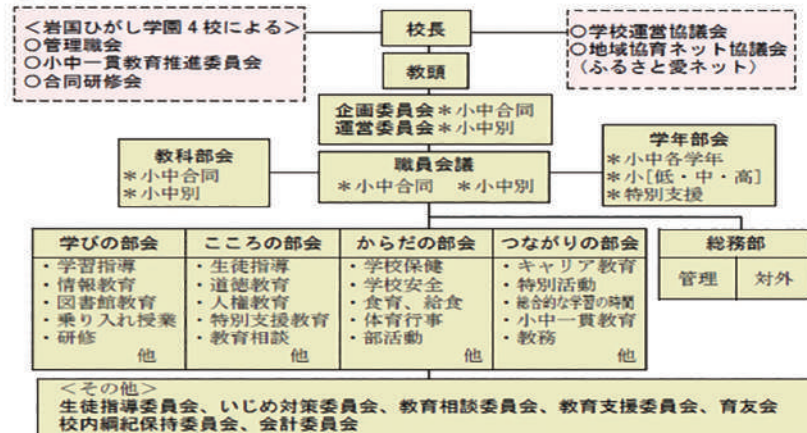 ＜岩国ひがし学園４校による＞
○管理職会
○小中一貫教育推進委員会
○合同研修会
校長
教頭
○学校運営協議会
○地域協育ネット協議会
（ふるさと愛ネット）
企画委員会＊小中合同
運営委員会＊小中別
教科部会
＊小中合同
＊小中別
職員会議
＊小中合同　＊小中別
学年部会
＊小中各学年
＊小[低・中・高]
＊特別支援
学びの部会
・学習指導
・情報教育
・図書館教育
・乗り入れ授業
・研修
他
こころの部会
・生徒指導
・道徳教育
・人権教育
・特別支援教育
・教育相談
他
からだの部会
・学校保健
・学校安全
・食育、給食
・体育行事
・部活動
他
つながりの部会
・キャリア教育
・特別活動
・総合的な学習の時間
・小中一貫教育
・教務
他
総務部
管理　対外
＜その他＞
生徒指導委員会、いじめ対策委員会、教育相談委員会、教育支援委員会、育友会
校内綱紀保持委員会、会計委員会